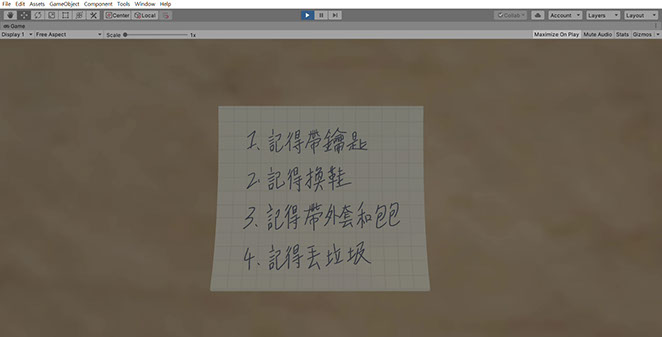 File Edit Assets GameObject Component Tools Window Help
Center Local Collab Account Layers Layout
Game
Display 1 Free Aspect Scale 1x Maximize On Play Mute Audio Stats Gizmos
1. 記得帶鑰匙
2. 記得換鞋
3. 記得帶外套和包包
4. 記得丟垃圾